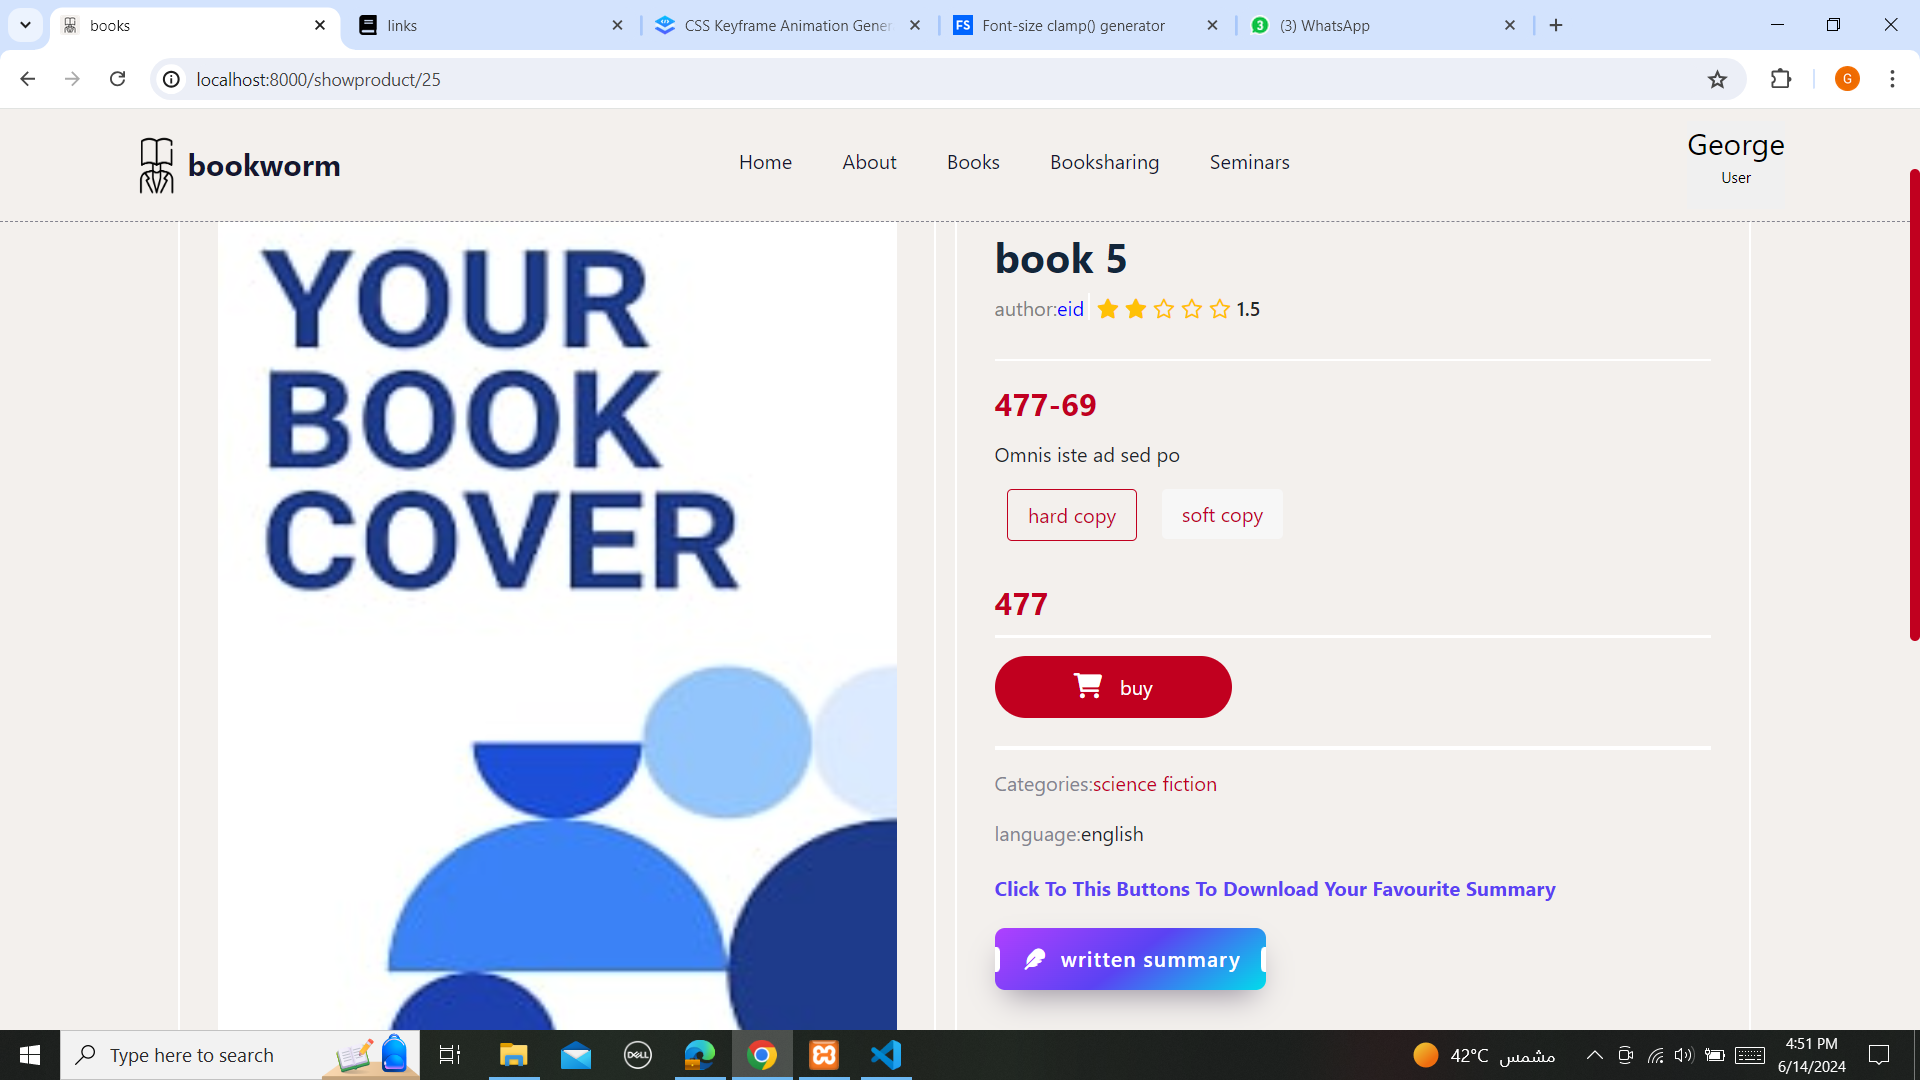 books
links
CSS Keyframe Animation Gener
FS
Font-size clamp() generator
3
(3) WhatsApp
localhost:8000/showproduct/25
G
bookworm
Home
About
Books
Booksharing
Seminars
George
User
YOUR
BOOK
COVER
book 5
author:eid
1.5
477-69
Omnis iste ad sed po
hard copy
soft copy
477
buy
Categories:science fiction
language:english
Click To This Buttons To Download Your Favourite Summary
written summary
Type here to search
DELL
42°C مشمس
4:51 PM
6/14/2024